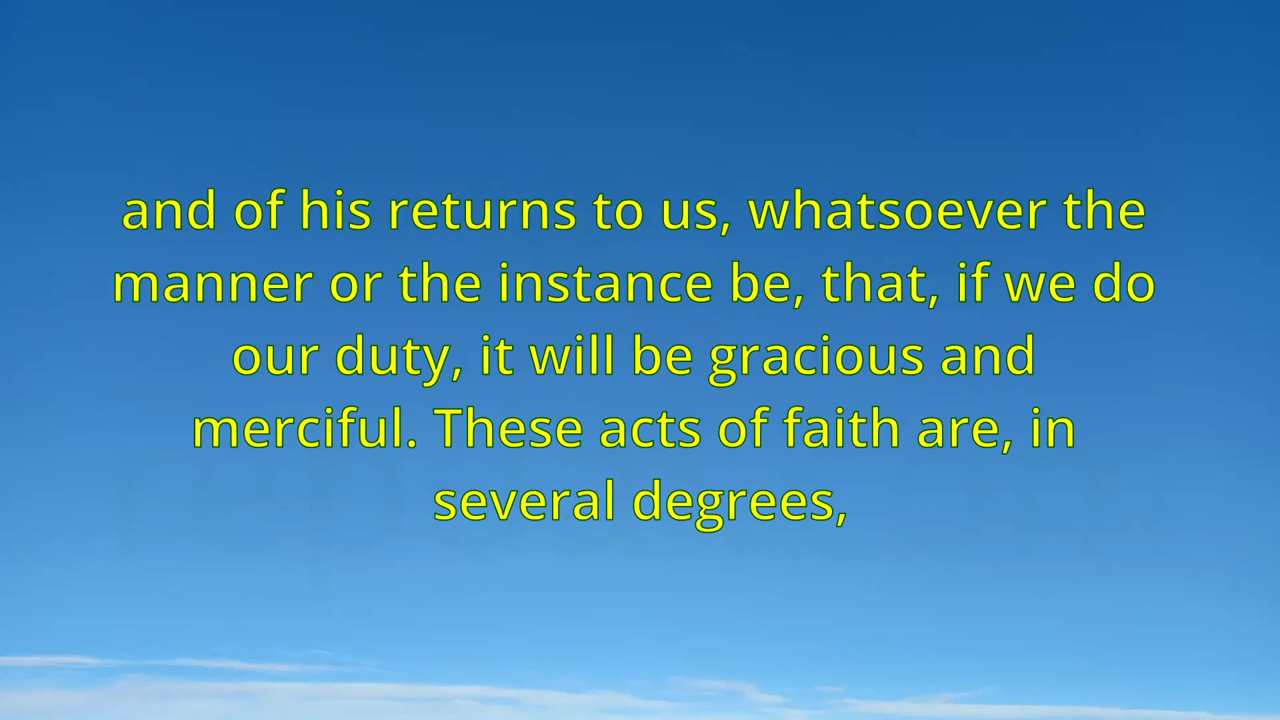 and of his returns to us, whatsoever the
manner or the instance be, that, if we do
our duty, it will be gracious and
merciful. These acts of faith are, in
several degrees,